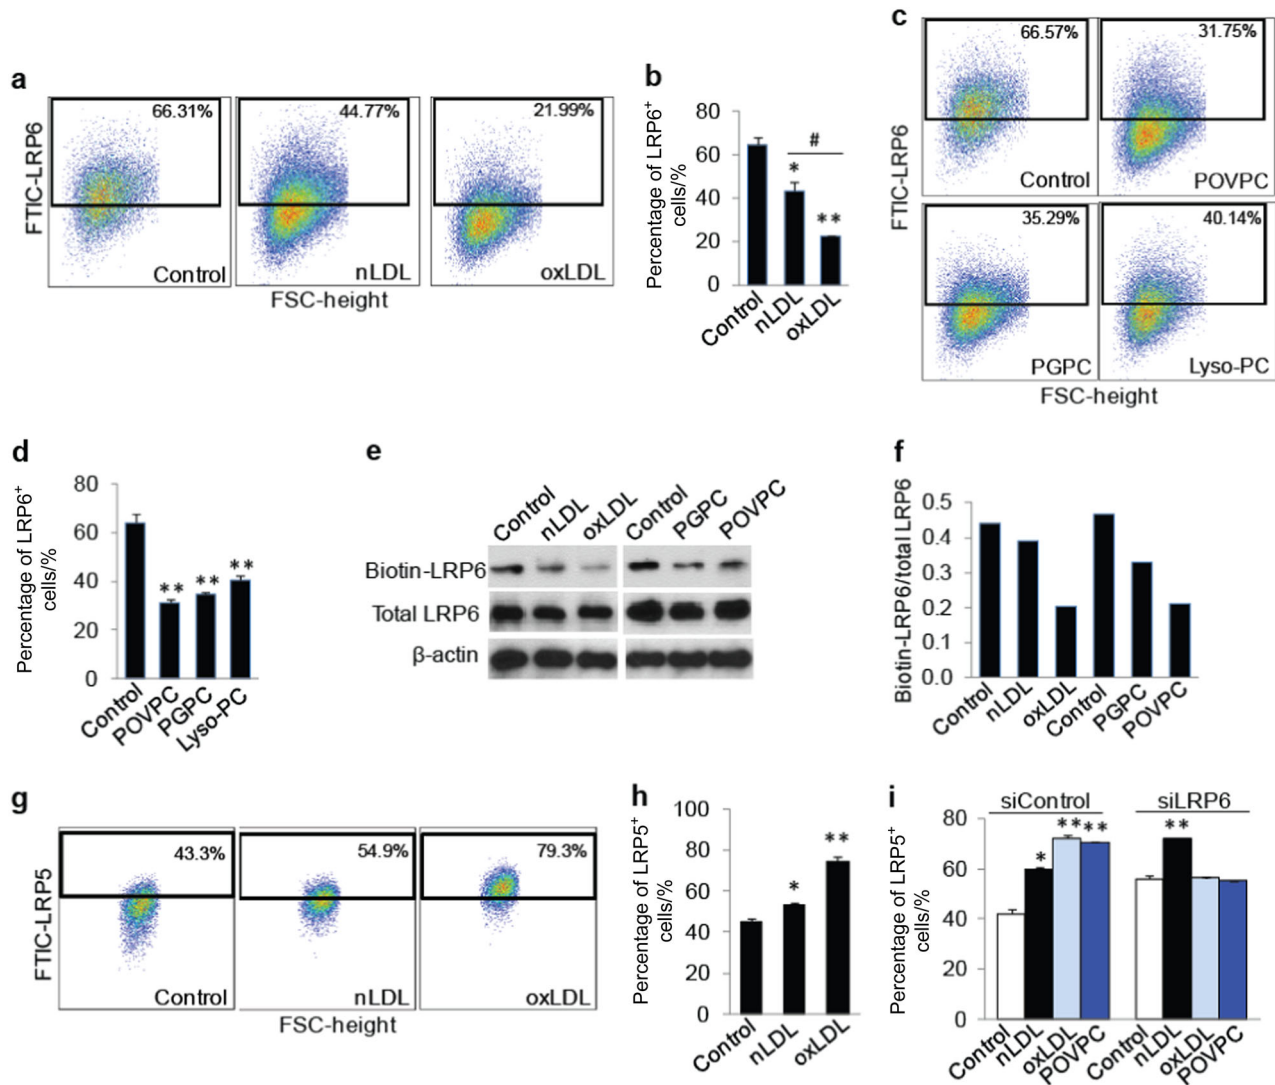 a
FTIC-LRP6
66.31%
44.77%
21.99%
Control
nLDL
oxLDL
FSC-height
b
Percentage of LRP6⁺
cells/%
80
60
40
20
0
#
*
**
Control
nLDL
oxLDL
c
FTIC-LRP6
66.57%
31.75%
Control
POVPC
35.29%
40.14%
PGPC
Lyso-PC
FSC-height
d
Percentage of LRP6⁺
cells/%
80
60
40
20
0
**
**
**
Control
POVPC
PGPC
Lyso-PC
e
Control
nLDL
oxLDL
Control
PGPC
POVPC
Biotin-LRP6
Total LRP6
β-actin
f
Biotin-LRP6/total LRP6
0.5
0.4
0.3
0.2
0.1
0.0
Control
nLDL
oxLDL
Control
PGPC
POVPC
g
FTIC-LRP5
43.3%
54.9%
79.3%
Control
nLDL
oxLDL
FSC-height
h
Percentage of LRP5⁺
cells/%
100
80
60
40
20
0
*
**
Control
nLDL
oxLDL
i
Percentage of LRP5⁺
cells/%
siControl
siLRP6
80
60
40
20
0
*
**
**
**
Control
nLDL
oxLDL
POVPC
Control
nLDL
oxLDL
POVPC